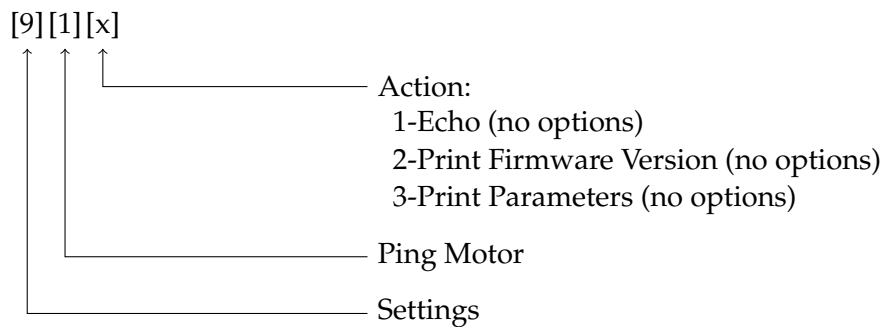 [9][1][x]
Action:
1-Echo (no options)
2-Print Firmware Version (no options)
3-Print Parameters (no options)
Ping Motor
Settings